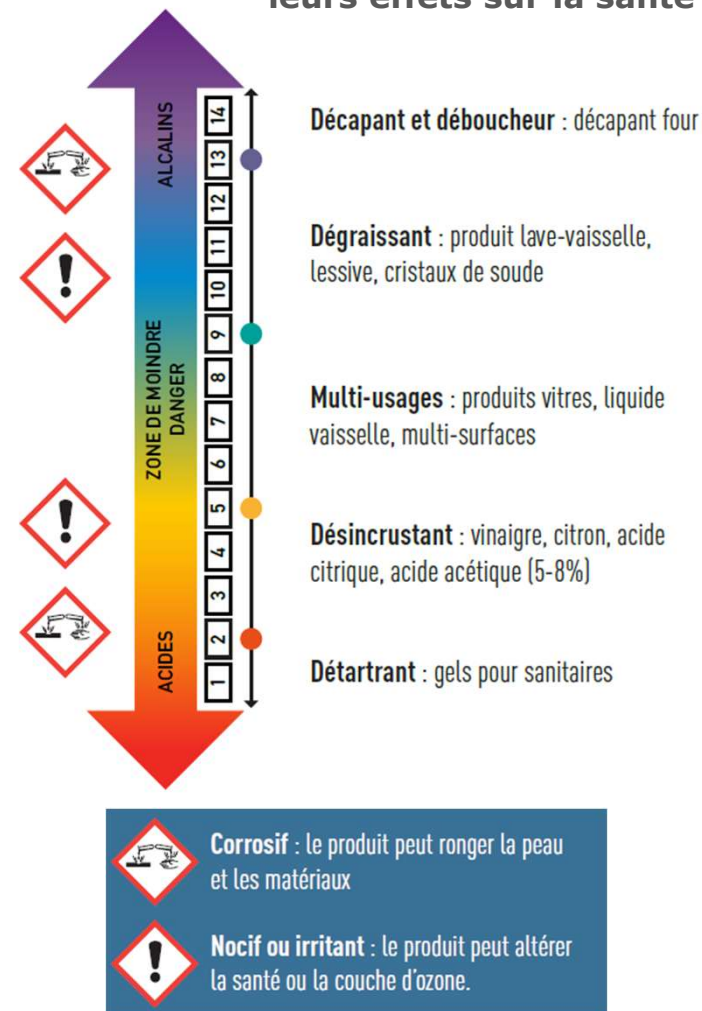 leurs effets sur la santé
ALCALINS
ZONE DE MOINDRE
DANGER
ACIDES
14
13
12
11
10
9
8
7
6
5
4
3
2
1
Décapant et déboucheur : décapant four
Dégraissant : produit lave-vaisselle,
lessive, cristaux de soude
Multi-usages : produits vitres, liquide
vaisselle, multi-surfaces
Désincrustant : vinaigre, citron, acide
citrique, acide acétique (5-8%)
Détartrant : gels pour sanitaires
Corrosif : le produit peut ronger la peau
et les matériaux
Nocif ou irritant : le produit peut altérer
la santé ou la couche d'ozone.